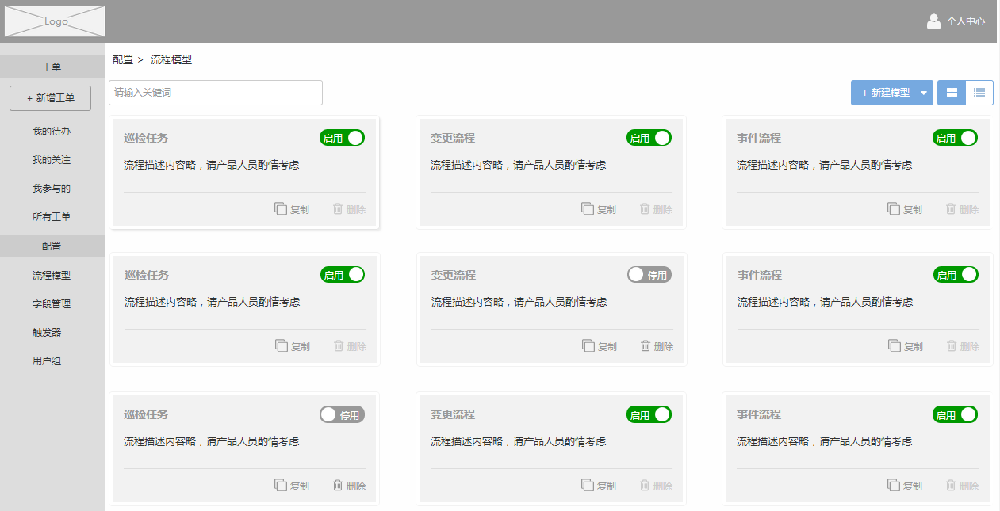 Logo
个人中心
工单
+ 新增工单
我的待办
我的关注
我参与的
所有工单
配置
流程模型
字段管理
触发器
用户组
配置 > 流程模型
请输入关键词
+ 新建模型
巡检任务 启用
流程描述内容略，请产品人员酌情考虑
复制 删除
变更流程 启用
流程描述内容略，请产品人员酌情考虑
复制 删除
事件流程 启用
流程描述内容略，请产品人员酌情考虑
复制 删除
巡检任务 启用
流程描述内容略，请产品人员酌情考虑
复制 删除
变更流程 停用
流程描述内容略，请产品人员酌情考虑
复制 删除
事件流程 启用
流程描述内容略，请产品人员酌情考虑
复制 删除
巡检任务 停用
流程描述内容略，请产品人员酌情考虑
复制 删除
变更流程 启用
流程描述内容略，请产品人员酌情考虑
复制 删除
事件流程 启用
流程描述内容略，请产品人员酌情考虑
复制 删除